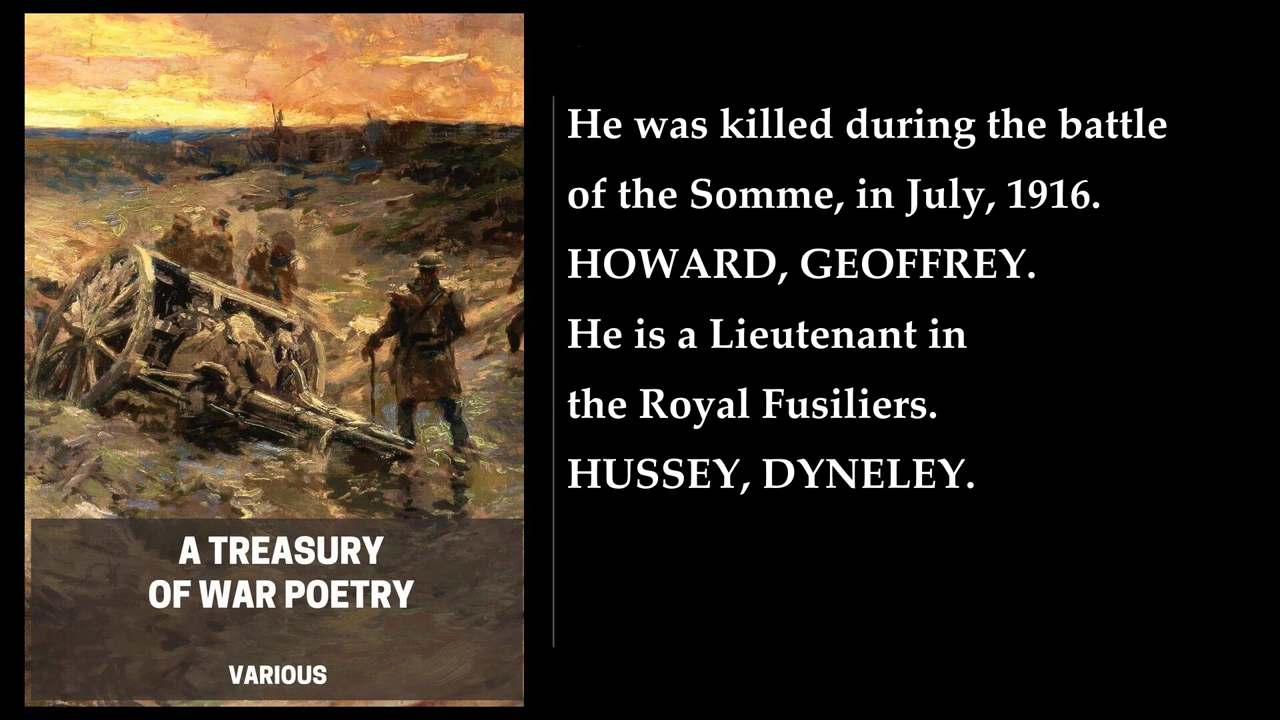 A TREASURY
OF WAR POETRY
VARIOUS
He was killed during the battle
of the Somme, in July, 1916.
HOWARD, GEOFFREY.
He is a Lieutenant in
the Royal Fusiliers.
HUSSEY, DYNELEY.